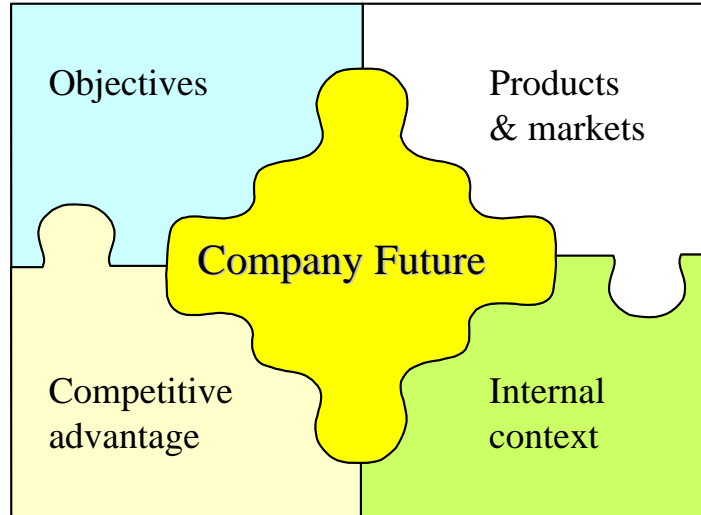 Objectives
Products
& markets
Company Future
Competitive
advantage
Internal
context